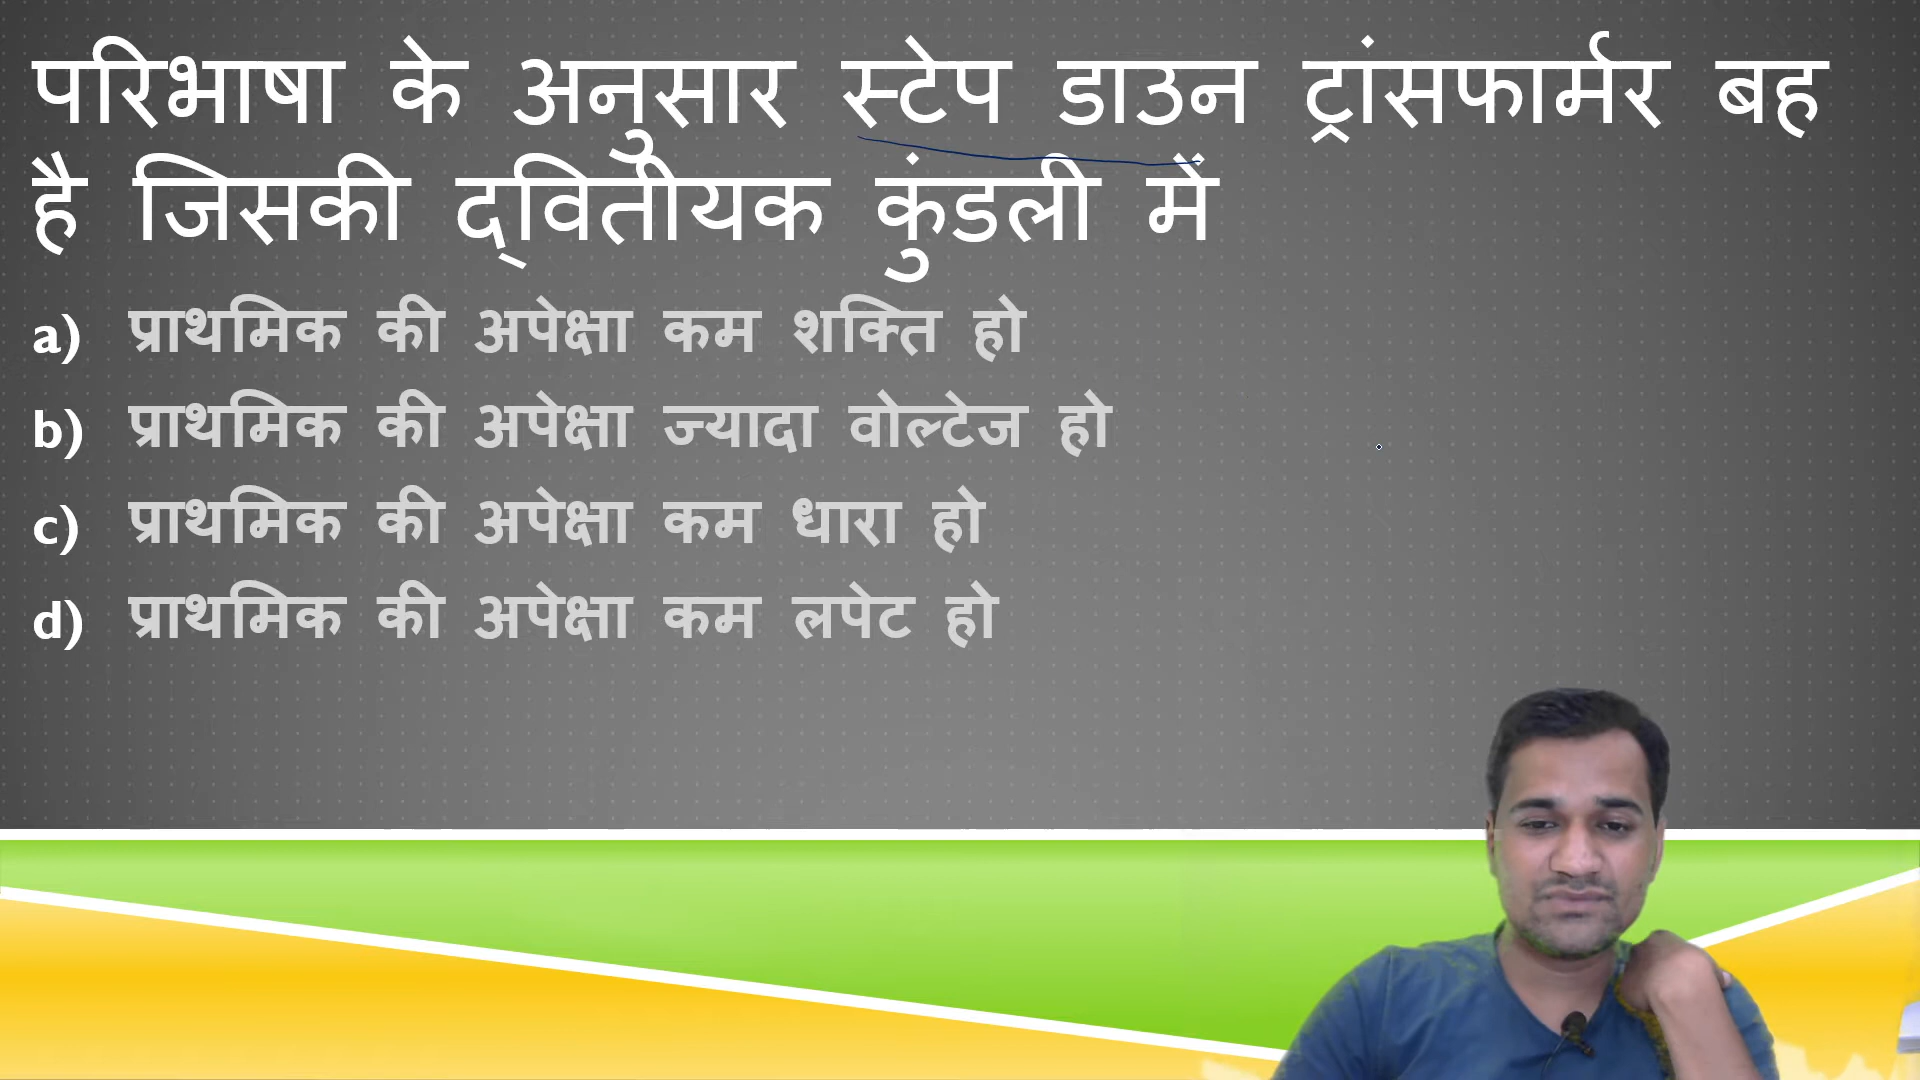 परिभाषा के अनुसार स्टेप डाउन ट्रांसफार्मर बह
है जिसकी द्वितीयक कुंडली में
a) प्राथमिक की अपेक्षा कम शक्ति हो
b) प्राथमिक की अपेक्षा ज्यादा वोल्टेज हो
c) प्राथमिक की अपेक्षा कम धारा हो
d) प्राथमिक की अपेक्षा कम लपेट हो